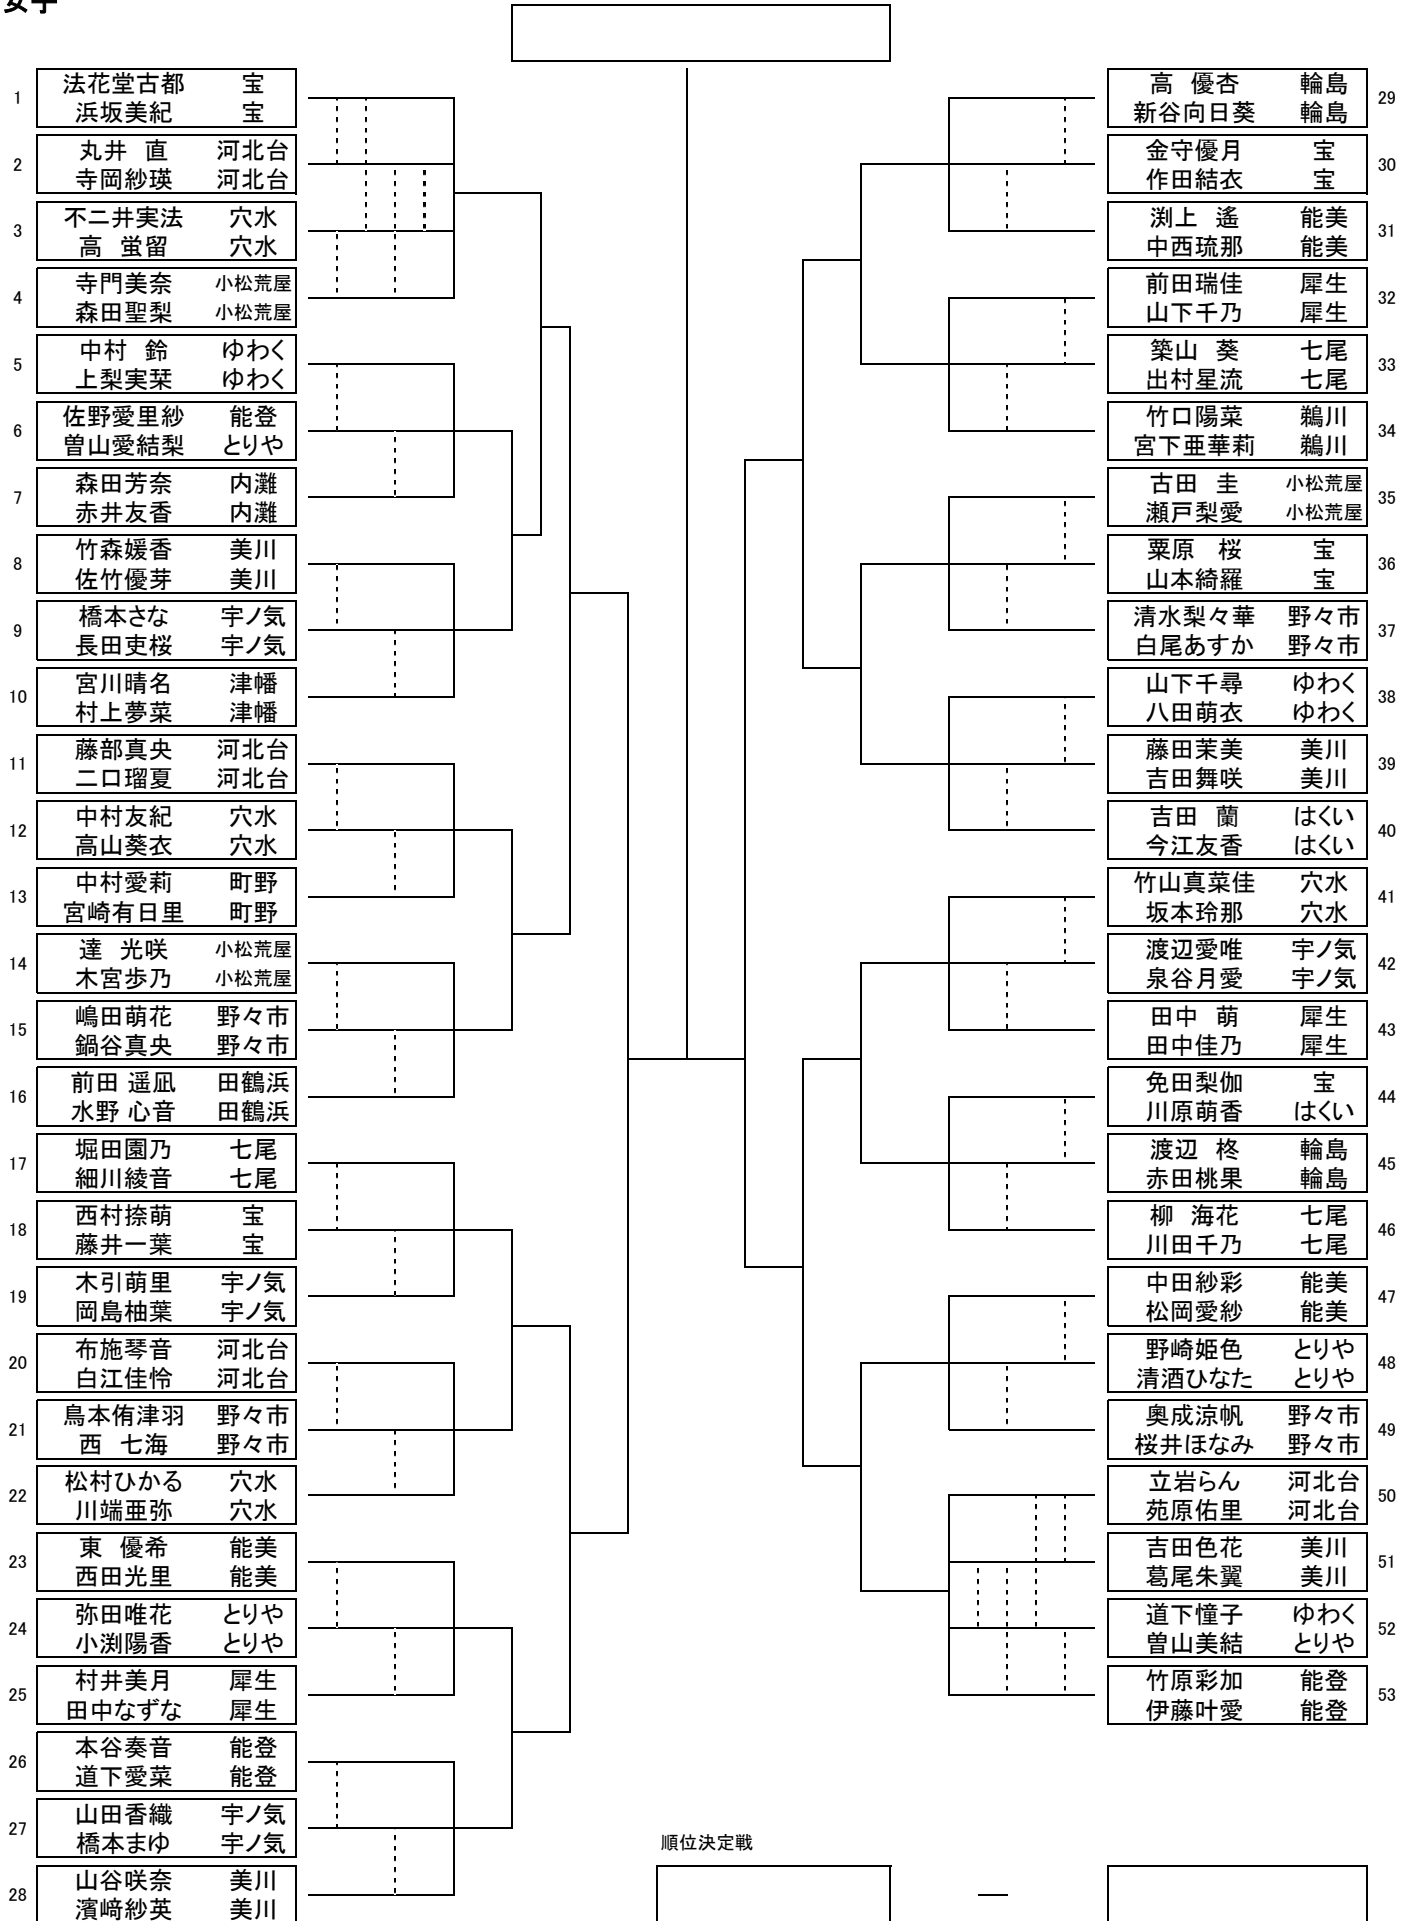 女子
1 法花堂古都 宝
浜坂美紀 宝
2 丸井 直 河北台
寺岡紗瑛 河北台
3 不二井実法 穴水
高 蛍留 穴水
4 寺門美奈 小松荒屋
森田聖梨 小松荒屋
5 中村 鈴 ゆわく
上梨実栞 ゆわく
6 佐野愛里紗 能登
曽山愛結梨 とりや
7 森田芳奈 内灘
赤井友香 内灘
8 竹森媛香 美川
佐竹優芽 美川
9 橋本さな 宇ノ気
長田吏桜 宇ノ気
10 宮川晴名 津幡
村上夢菜 津幡
11 藤部真央 河北台
二口瑠夏 河北台
12 中村友紀 穴水
高山葵衣 穴水
13 中村愛莉 町野
宮崎有日里 町野
14 達 光咲 小松荒屋
木宮歩乃 小松荒屋
15 嶋田萌花 野々市
鍋谷真央 野々市
16 前田 遥凪 田鶴浜
水野 心音 田鶴浜
17 堀田園乃 七尾
細川綾音 七尾
18 西村捺萌 宝
藤井一葉 宝
19 木引萌里 宇ノ気
岡島柚葉 宇ノ気
20 布施琴音 河北台
白江佳怜 河北台
21 鳥本侑津羽 野々市
西 七海 野々市
22 松村ひかる 穴水
川端亜弥 穴水
23 東 優希 能美
西田光里 能美
24 弥田唯花 とりや
小渕陽香 とりや
25 村井美月 犀生
田中なずな 犀生
26 本谷奏音 能登
道下愛菜 能登
27 山田香織 宇ノ気
橋本まゆ 宇ノ気
28 山谷咲奈 美川
濱﨑紗英 美川
高 優杏 輪島 29
新谷向日葵 輪島
金守優月 宝 30
作田結衣 宝
渕上 遙 能美 31
中西琉那 能美
前田瑞佳 犀生 32
山下千乃 犀生
築山 葵 七尾 33
出村星流 七尾
竹口陽菜 鵜川 34
宮下亜華莉 鵜川
古田 圭 小松荒屋 35
瀬戸梨愛 小松荒屋
粟原 桜 宝 36
山本綺羅 宝
清水梨々華 野々市 37
白尾あすか 野々市
山下千尋 ゆわく 38
八田萌衣 ゆわく
藤田茉美 美川 39
吉田舞咲 美川
吉田 蘭 はくい 40
今江友香 はくい
竹山真菜佳 穴水 41
坂本玲那 穴水
渡辺愛唯 宇ノ気 42
泉谷月愛 宇ノ気
田中 萌 犀生 43
田中佳乃 犀生
免田梨伽 宝 44
川原萌香 はくい
渡辺 柊 輪島 45
赤田桃果 輪島
柳 海花 七尾 46
川田千乃 七尾
中田紗彩 能美 47
松岡愛紗 能美
野崎姫色 とりや 48
清酒ひなた とりや
奥成涼帆 野々市 49
桜井ほなみ 野々市
立岩らん 河北台 50
苑原佑里 河北台
吉田色花 美川 51
葛尾朱翼 美川
道下憧子 ゆわく 52
曽山美結 とりや
竹原彩加 能登 53
伊藤叶愛 能登
順位決定戦
—